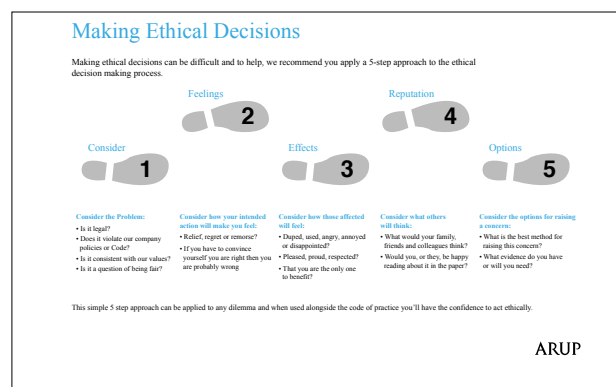 Making Ethical Decisions
Making ethical decisions can be difficult and to help, we recommend you apply a 5-step approach to the ethical
decision making process.
Feelings
2
Reputation
4
Consider
1
Effects
3
Options
5
Consider the Problem:
• Is it legal?
• Does it violate our company
policies or Code?
• Is it consistent with our values?
• Is it a question of being fair?
Consider how your intended
action will make you feel:
• Relief, regret or remorse?
• If you have to convince
yourself you are right then you
are probably wrong
Consider how those affected
will feel:
• Duped, used, angry, annoyed
or disappointed?
• Pleased, proud, respected?
• That you are the only one
to benefit?
Consider what others
will think:
• What would your family,
friends and colleagues think?
• Would you, or they, be happy
reading about it in the paper?
Consider the options for raising
a concern:
• What is the best method for
raising this concern?
• What evidence do you have
or will you need?
This simple 5 step approach can be applied to any dilemma and when used alongside the code of practice you’ll have the confidence to act ethically.
ARUP